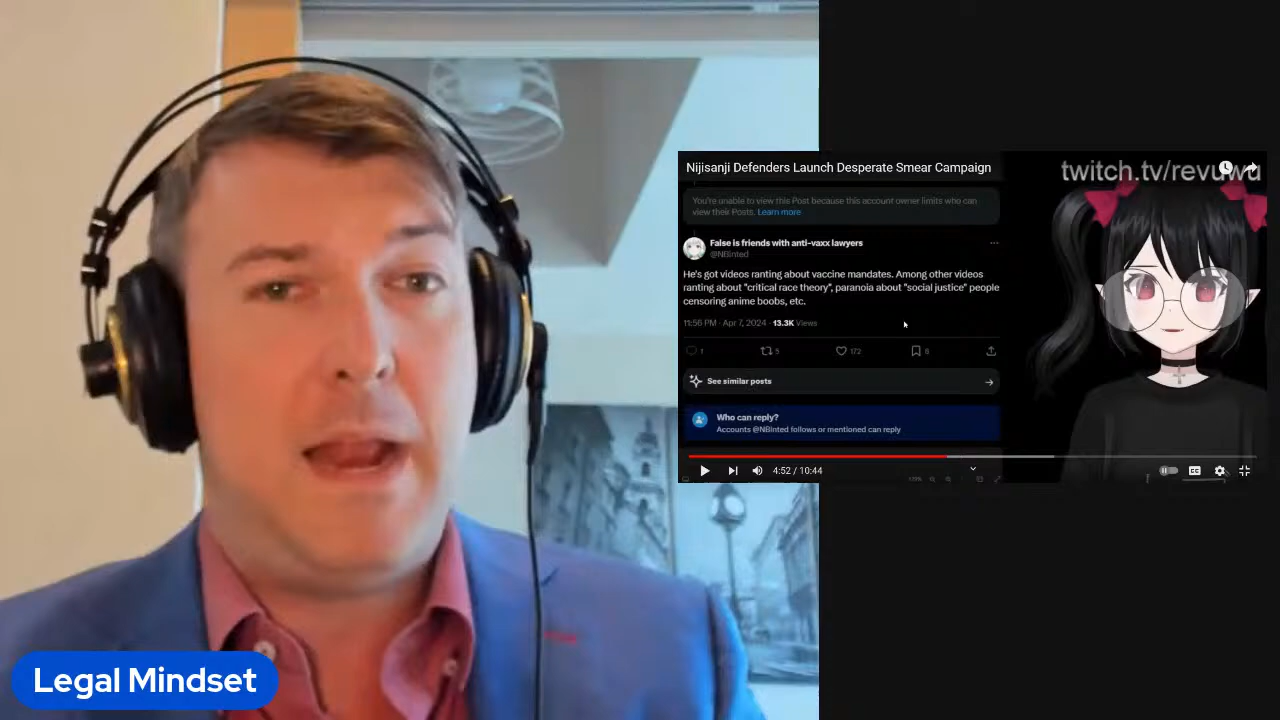 Nijisanji Defenders Launch Desperate Smear Campaign
twitch.tv/revuwu
You're unable to view this Post because this account owner limits who can
view their Posts. Learn more
False is friends with anti-vaxx lawyers
@NBinted
He's got videos ranting about vaccine mandates. Among other videos
ranting about "critical race theory", paranoia about "social justice" people
censoring anime boobs, etc.
11:56 PM · Apr 7, 2024 · 13.3K Views
1 5 172 8
See similar posts
Who can reply?
Accounts @NBinted follows or mentioned can reply
4:52 / 10:44
CC
Legal Mindset